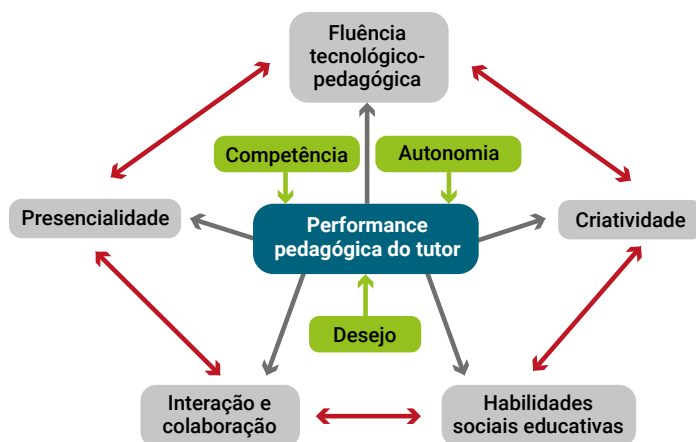 Fluência
tecnológico-
pedagógica
Competência
Autonomia
Presencialidade
Performance
pedagógica do tutor
Criatividade
Desejo
Interação e
colaboração
Habilidades
sociais educativas